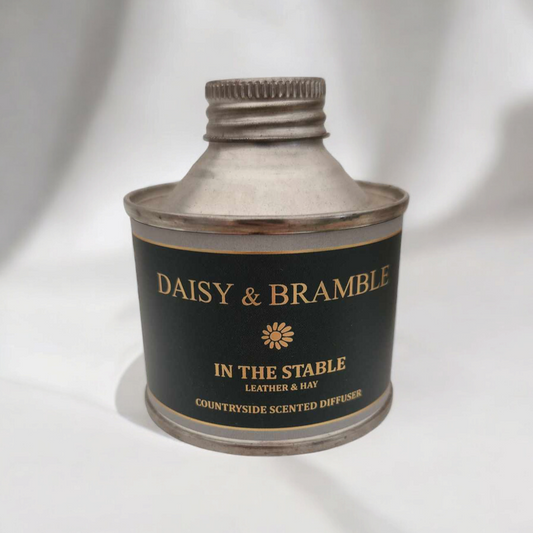 DAISY & BRAMBLE
IN THE STABLE
LEATHER & HAY
COUNTRYSIDE SCENTED DIFFUSER